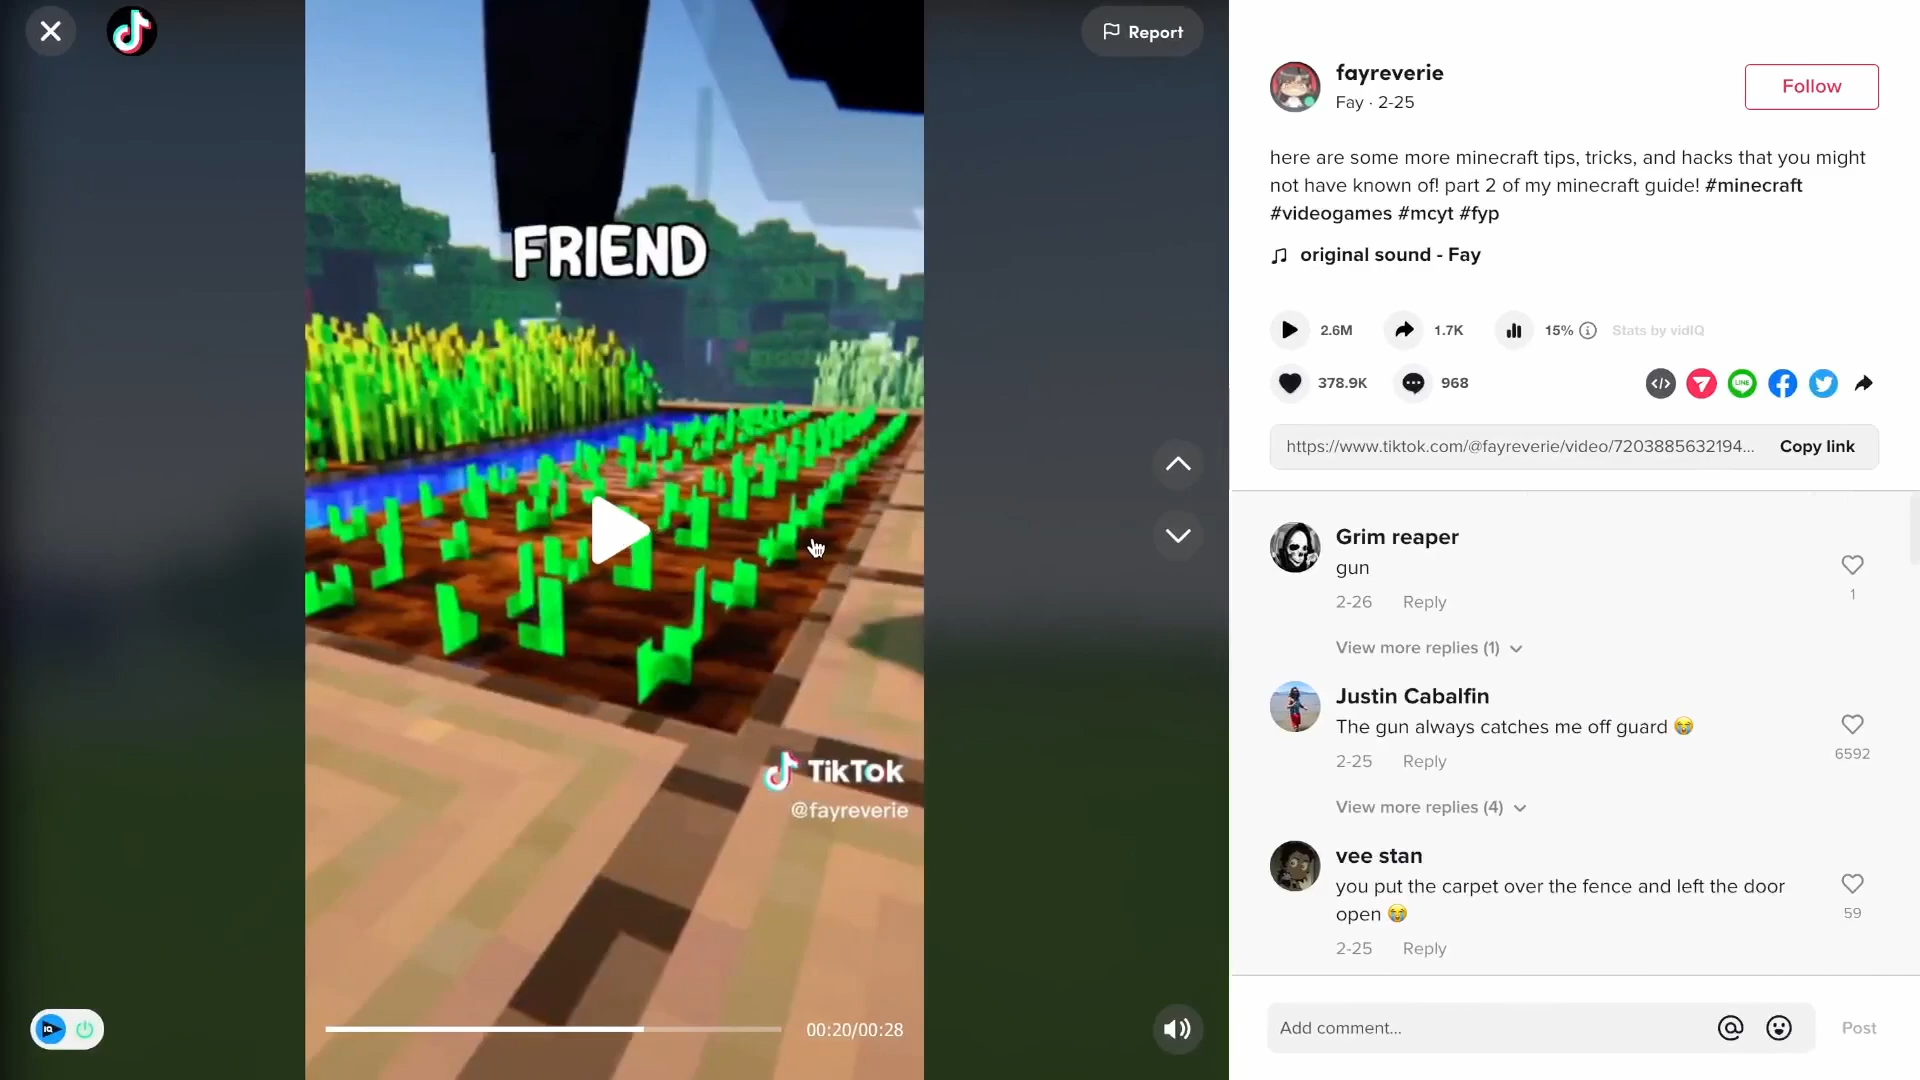 Report
FRIEND
TikTok
@fayreverie
00:20/00:28
IQ
fayreverie
Fay · 2-25
Follow
here are some more minecraft tips, tricks, and hacks that you might
not have known of! part 2 of my minecraft guide! #minecraft
#videogames #mcyt #fyp
original sound - Fay
2.6M
1.7K
15%
Stats by vidIQ
378.9K
968
LINE
https://www.tiktok.com/@fayreverie/video/7203885632194...
Copy link
Grim reaper
gun
1
2-26 Reply
View more replies (1)
Justin Cabalfin
The gun always catches me off guard 😭
6592
2-25 Reply
View more replies (4)
vee stan
you put the carpet over the fence and left the door
open 😭
59
2-25 Reply
Add comment...
Post